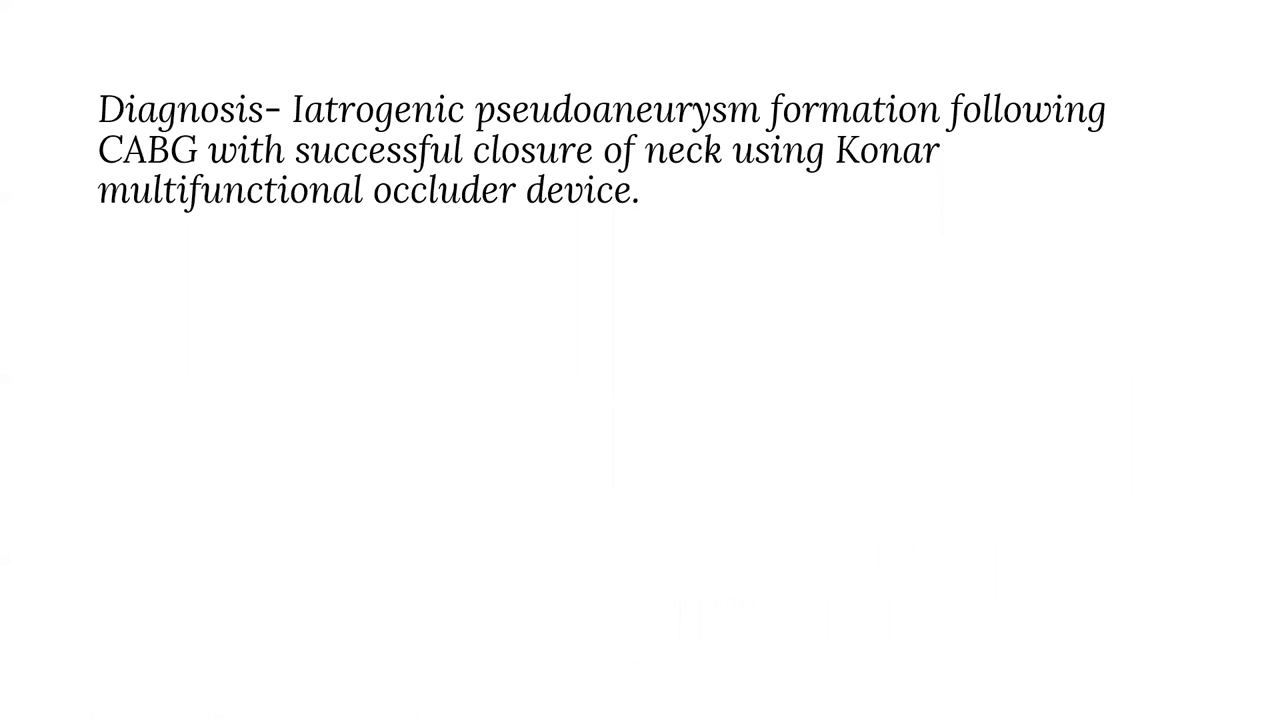 Diagnosis- Iatrogenic pseudoaneurysm formation following
CABG with successful closure of neck using Konar
multifunctional occluder device.